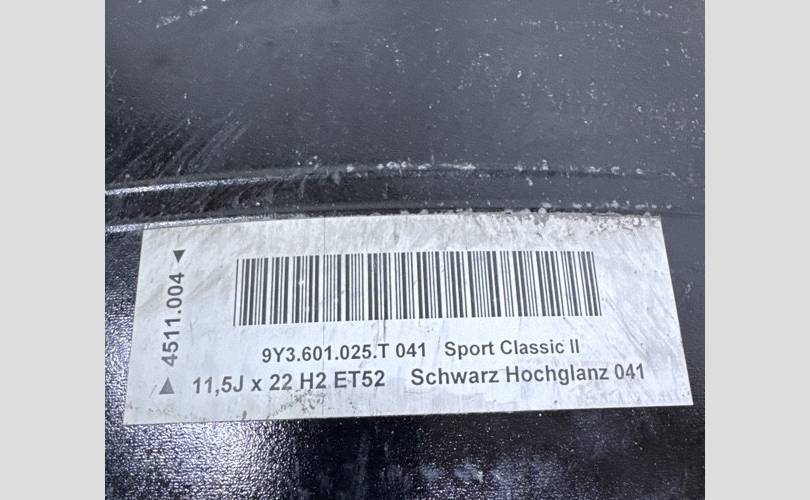 ▲ 4511.004 ▼
9Y3.601.025.T 041 Sport Classic II
11,5J x 22 H2 ET52 Schwarz Hochglanz 041